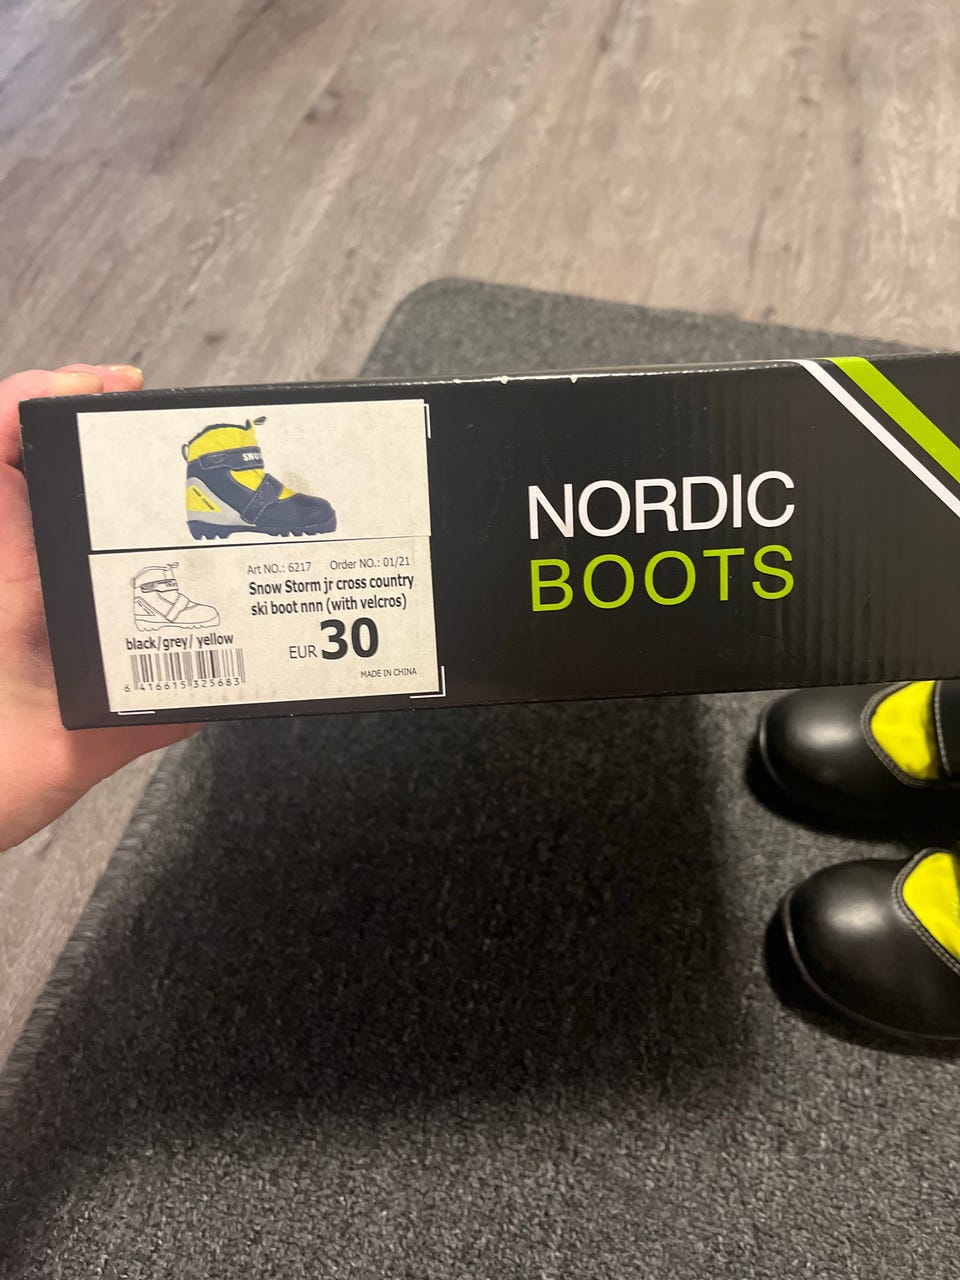 SNO
Art NO.: 6217 Order NO.: 01/21
Snow Storm jr cross country
ski boot nnn (with velcros)
black/grey/ yellow
EUR 30
6 416615 325683
MADE IN CHINA
NORDIC
BOOTS